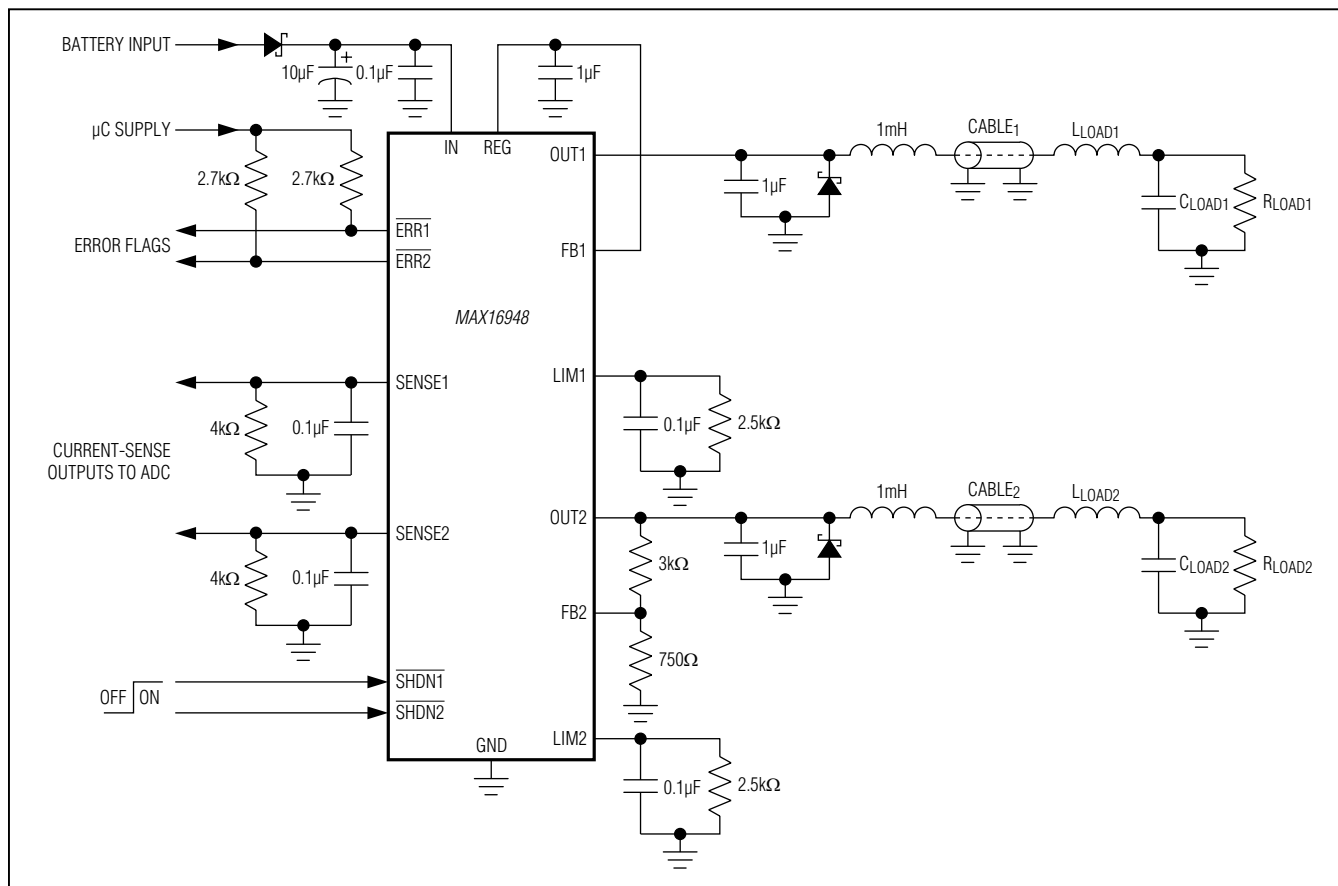 BATTERY INPUT
10µF
+
0.1µF
1µF
µC SUPPLY
2.7kΩ
2.7kΩ
ERROR FLAGS
IN
REG
OUT1
ERR1
ERR2
FB1
MAX16948
1µF
1mH
CABLE1
LLOAD1
CLOAD1
RLOAD1
SENSE1
4kΩ
0.1µF
CURRENT-SENSE
OUTPUTS TO ADC
LIM1
0.1µF
2.5kΩ
SENSE2
4kΩ
0.1µF
OUT2
3kΩ
1µF
1mH
CABLE2
LLOAD2
CLOAD2
RLOAD2
FB2
750Ω
OFF
ON
SHDN1
SHDN2
GND
LIM2
0.1µF
2.5kΩ